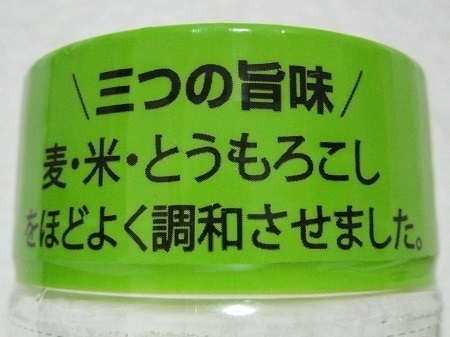 \三つの旨味/
麦・米・とうもろこし
をほどよく調和させました。